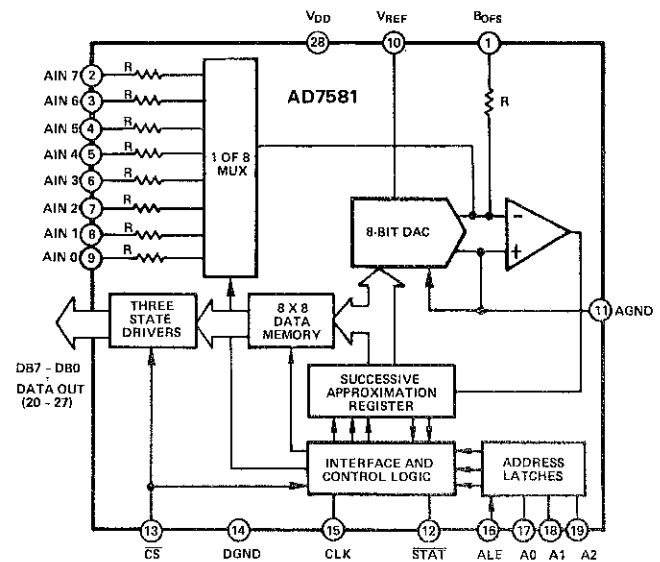 VDD VREF BOFS
28 10 1
AIN 7 2 R
AIN 6 3 R
AIN 5 4 R
AIN 4 5 R
AIN 3 6 R
AIN 2 7 R
AIN 1 8 R
AIN 0 9 R
1 OF 8
MUX
AD7581
R
8-BIT DAC
-
+
11 AGND
THREE
STATE
DRIVERS
8 X 8
DATA
MEMORY
DB7 - DB0
DATA OUT
(20 - 27)
SUCCESSIVE
APPROXIMATION
REGISTER
INTERFACE AND
CONTROL LOGIC
ADDRESS
LATCHES
13 14 15 12 16 17 18 19
CS DGND CLK STAT ALE A0 A1 A2